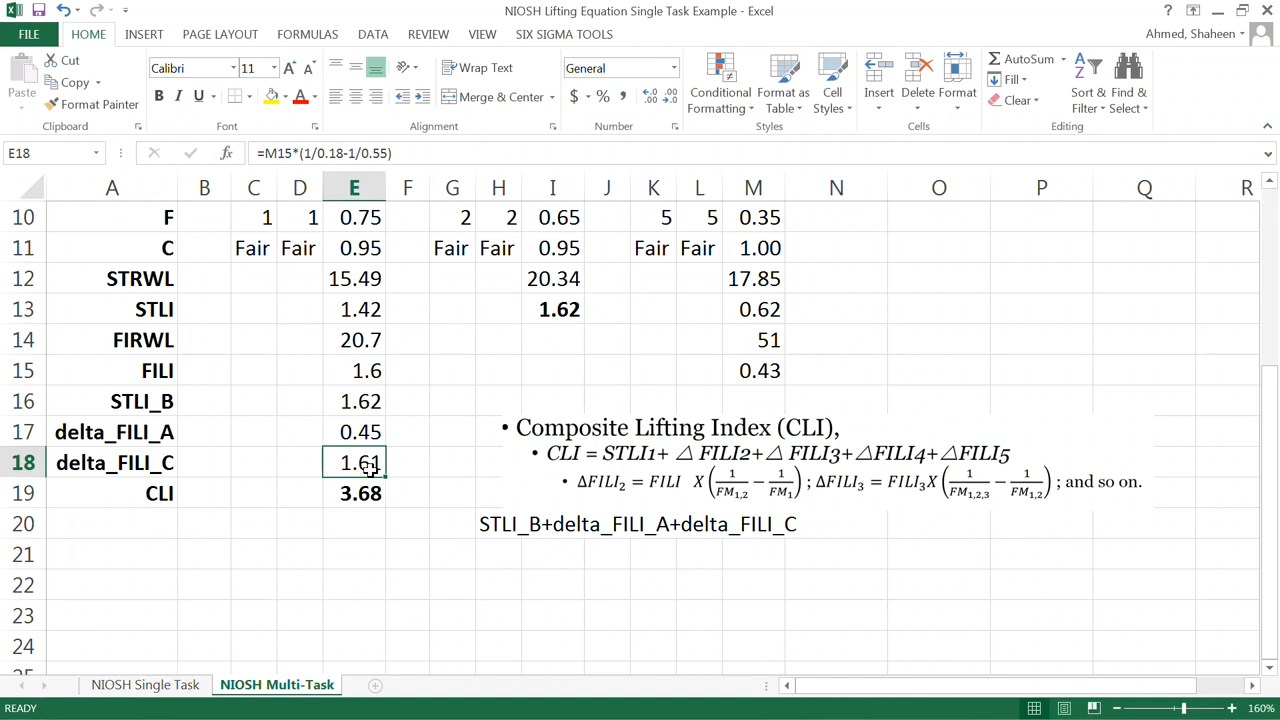 NIOSH Lifting Equation Single Task Example - Excel
FILE HOME INSERT PAGE LAYOUT FORMULAS DATA REVIEW VIEW SIX SIGMA TOOLS Ahmed, Shaheen
Paste Cut Copy Format Painter Clipboard
Calibri 11 B I U A Font
Wrap Text Merge & Center Alignment
General $ % , Number
Conditional Formatting Format as Table Cell Styles Styles
Insert Delete Format Cells
AutoSum Fill Clear Sort & Filter Find & Select Editing
E18 fx =M15*(1/0.18-1/0.55)
A B C D E F G H I J K L M N O P Q R
10 F 1 1 0.75 2 2 0.65 5 5 0.35
11 C Fair Fair 0.95 Fair Fair 0.95 Fair Fair 1.00
12 STRWL 15.49 20.34 17.85
13 STLI 1.42 1.62 0.62
14 FIRWL 20.7 51
15 FILI 1.6 0.43
16 STLI_B 1.62
17 delta_FILI_A 0.45
18 delta_FILI_C 1.61
19 CLI 3.68
20
21
22
23
24
25
• Composite Lifting Index (CLI),
• CLI = STLI1+ △ FILI2+△ FILI3+△FILI4+△FILI5
• ΔFILI₂ = FILI X(1/FM₁,₂ − 1/FM₁) ; ΔFILI₃ = FILI₃X(1/FM₁,₂,₃ − 1/FM₁,₂) ; and so on.
STLI_B+delta_FILI_A+delta_FILI_C
NIOSH Single Task NIOSH Multi-Task
READY 160%